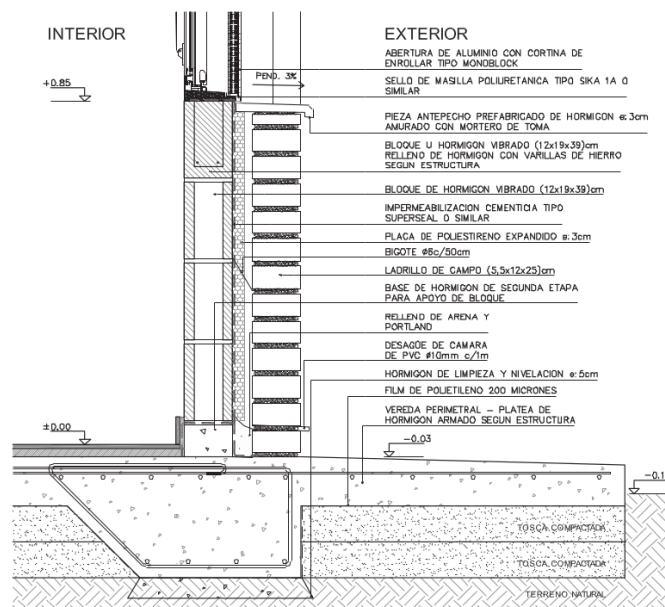 INTERIOR
EXTERIOR
ABERTURA DE ALUMINIO CON CORTINA DE
ENROLLAR TIPO MONOBLOCK
PEND. 3%
SELLO DE MASILLA POLIURETANICA TIPO SIKA 1A O
SIMILAR
+0.85
PIEZA ANTEPECHO PREFABRICADO DE HORMIGON e:3cm
AMURADO CON MORTERO DE TOMA
BLOQUE U HORMIGON VIBRADO (12x19x39)cm
RELLENO DE HORMIGON CON VARILLAS DE HIERRO
SEGUN ESTRUCTURA
BLOQUE DE HORMIGON VIBRADO (12x19x39)cm
IMPERMEABILIZACION CEMENTICIA TIPO
SUPERSEAL O SIMILAR
PLACA DE POLIESTIRENO EXPANDIDO e:3cm
BIGOTE Ø6c/50cm
LADRILLO DE CAMPO (5,5x12x25)cm
BASE DE HORMIGON DE SEGUNDA ETAPA
PARA APOYO DE BLOQUE
RELLENO DE ARENA Y
PORTLAND
DESAGÜE DE CAMARA
DE PVC Ø10mm c/1m
HORMIGON DE LIMPIEZA Y NIVELACION e:5cm
FILM DE POLIETILENO 200 MICRONES
VEREDA PERIMETRAL – PLATEA DE
HORMIGON ARMADO SEGUN ESTRUCTURA
±0.00
-0.03
-0.1
TOSCA COMPACTADA
TOSCA COMPACTADA
TERRENO NATURAL